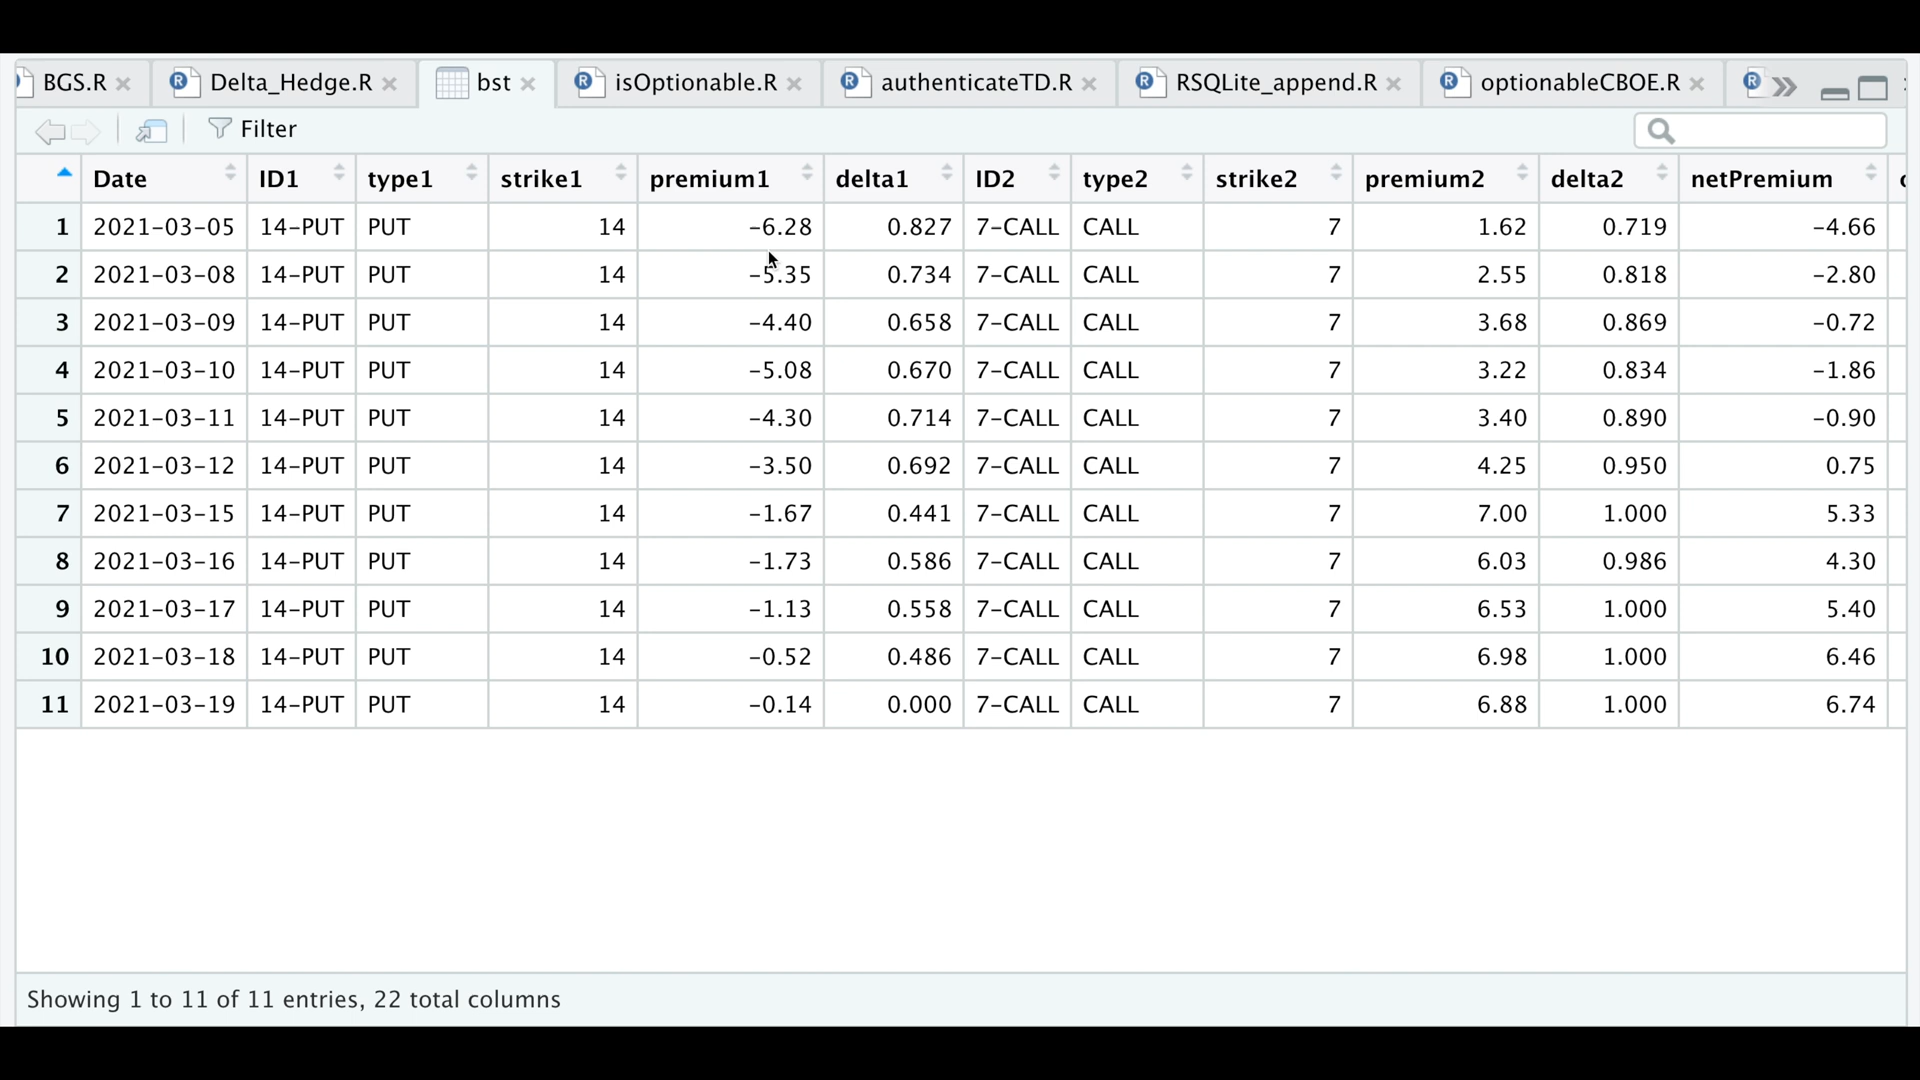 BGS.R Delta_Hedge.R bst isOptionable.R authenticateTD.R RSQLite_append.R optionableCBOE.R
Filter
Date ID1 type1 strike1 premium1 delta1 ID2 type2 strike2 premium2 delta2 netPremium
1 2021-03-05 14-PUT PUT 14 -6.28 0.827 7-CALL CALL 7 1.62 0.719 -4.66
2 2021-03-08 14-PUT PUT 14 -5.35 0.734 7-CALL CALL 7 2.55 0.818 -2.80
3 2021-03-09 14-PUT PUT 14 -4.40 0.658 7-CALL CALL 7 3.68 0.869 -0.72
4 2021-03-10 14-PUT PUT 14 -5.08 0.670 7-CALL CALL 7 3.22 0.834 -1.86
5 2021-03-11 14-PUT PUT 14 -4.30 0.714 7-CALL CALL 7 3.40 0.890 -0.90
6 2021-03-12 14-PUT PUT 14 -3.50 0.692 7-CALL CALL 7 4.25 0.950 0.75
7 2021-03-15 14-PUT PUT 14 -1.67 0.441 7-CALL CALL 7 7.00 1.000 5.33
8 2021-03-16 14-PUT PUT 14 -1.73 0.586 7-CALL CALL 7 6.03 0.986 4.30
9 2021-03-17 14-PUT PUT 14 -1.13 0.558 7-CALL CALL 7 6.53 1.000 5.40
10 2021-03-18 14-PUT PUT 14 -0.52 0.486 7-CALL CALL 7 6.98 1.000 6.46
11 2021-03-19 14-PUT PUT 14 -0.14 0.000 7-CALL CALL 7 6.88 1.000 6.74
Showing 1 to 11 of 11 entries, 22 total columns